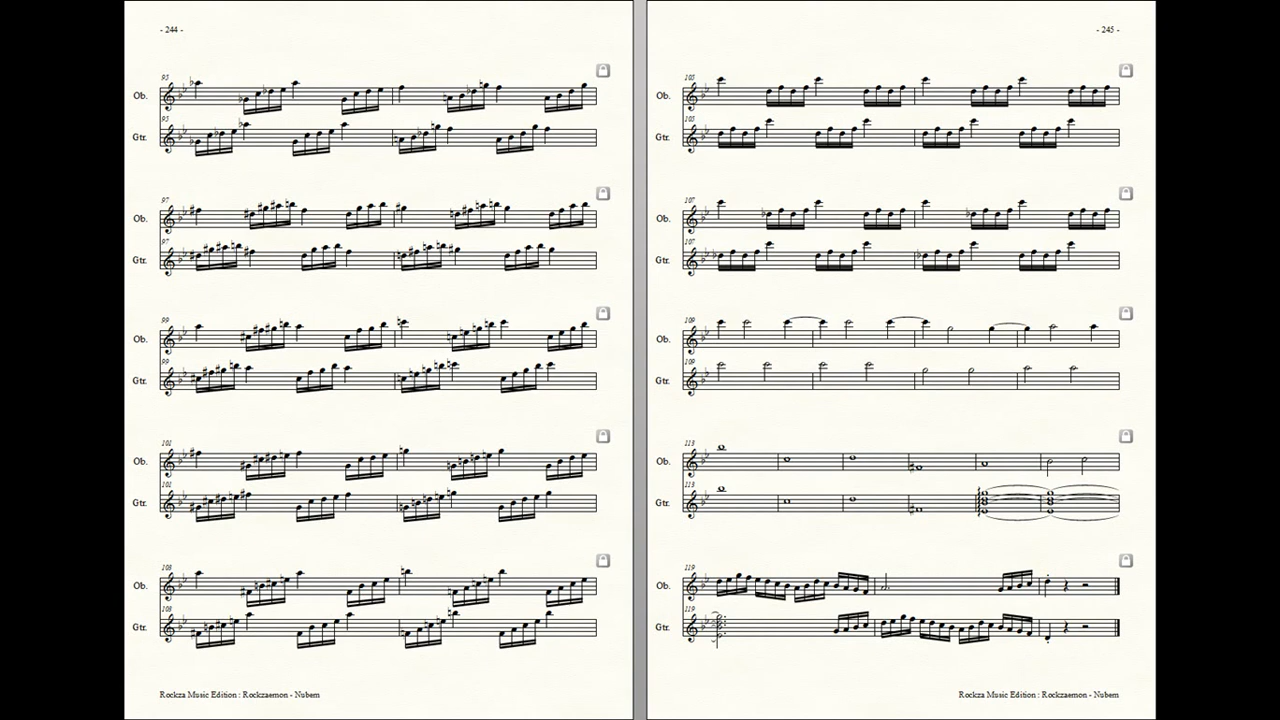 - 244 -
95
Ob.
95
Gtr.
97
Ob.
97
Gtr.
99
Ob.
99
Gtr.
101
Ob.
101
Gtr.
103
Ob.
103
Gtr.
Rockza Music Edition : Rockzaemon - Nubem
- 245 -
105
Ob.
105
Gtr.
107
Ob.
107
Gtr.
109
Ob.
109
Gtr.
113
Ob.
113
Gtr.
119
Ob.
119
Gtr.
Rockza Music Edition : Rockzaemon - Nubem